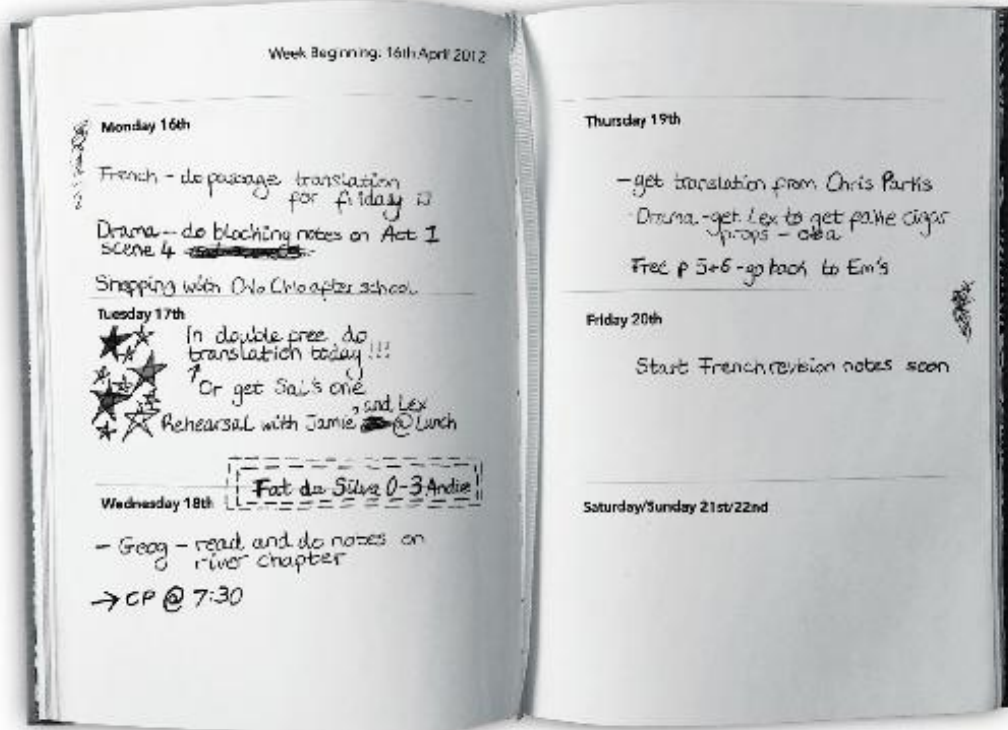 Week Beginning: 16th April 2012
Monday 16th
French - do passage translation
for friday
Drama - do blocking notes on Act 1
scene 4
Shopping with Chlo after school
Tuesday 17th
In double free do
translation today!!!
Or get Sal's one
and Lex
Rehearsal with Jamie, @ Lunch
Fat da Silva 0-3 Andie
Wednesday 18th
- Geog - read and do notes on
river chapter
→ CP @ 7:30
Thursday 19th
- get translation from Chris Parkis
Drama - get Lex to get fake cigar
props -
Free p 5+6 - go back to Em's
Friday 20th
Start French revision notes soon
Saturday/Sunday 21st/22nd